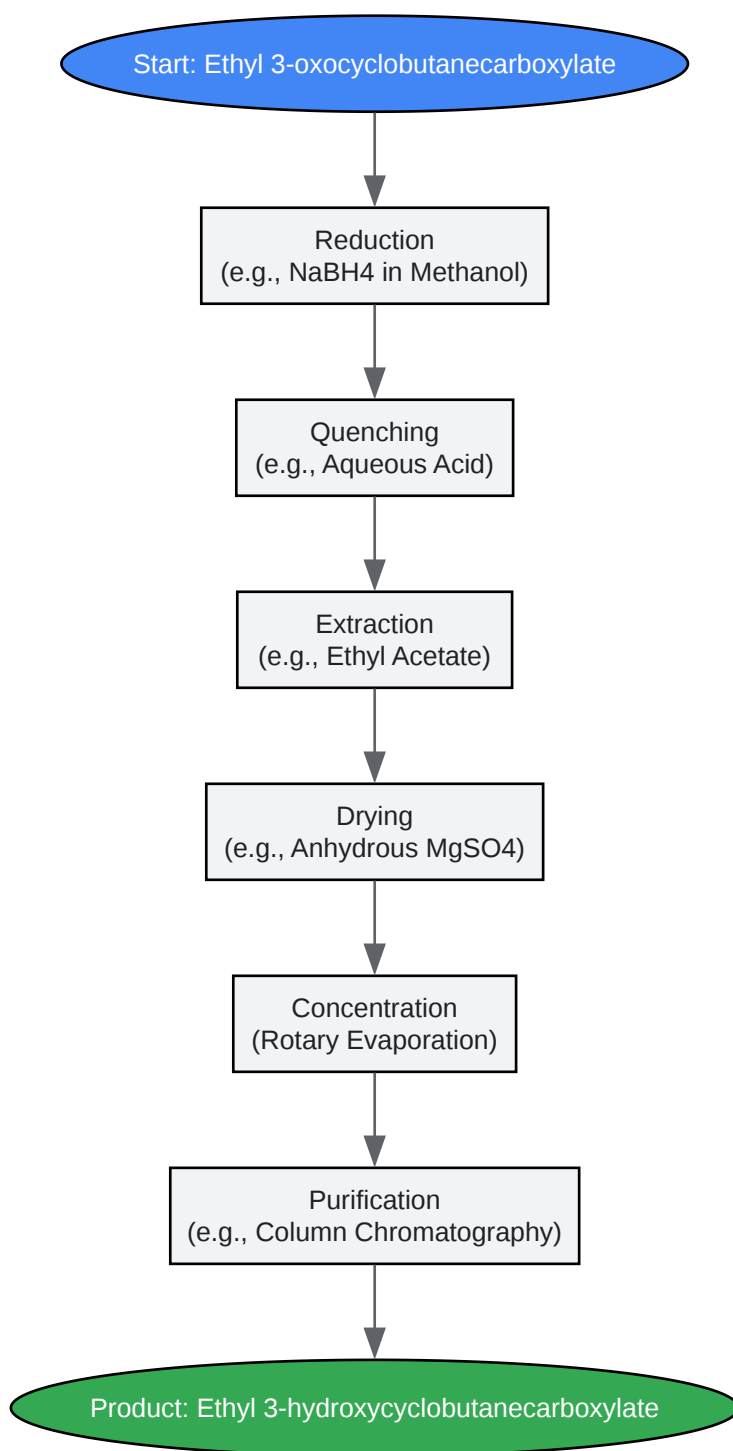 Start: Ethyl 3-oxocyclobutanecarboxylate
Reduction
(e.g., NaBH4 in Methanol)
Quenching
(e.g., Aqueous Acid)
Extraction
(e.g., Ethyl Acetate)
Drying
(e.g., Anhydrous MgSO4)
Concentration
(Rotary Evaporation)
Purification
(e.g., Column Chromatography)
Product: Ethyl 3-hydroxycyclobutanecarboxylate